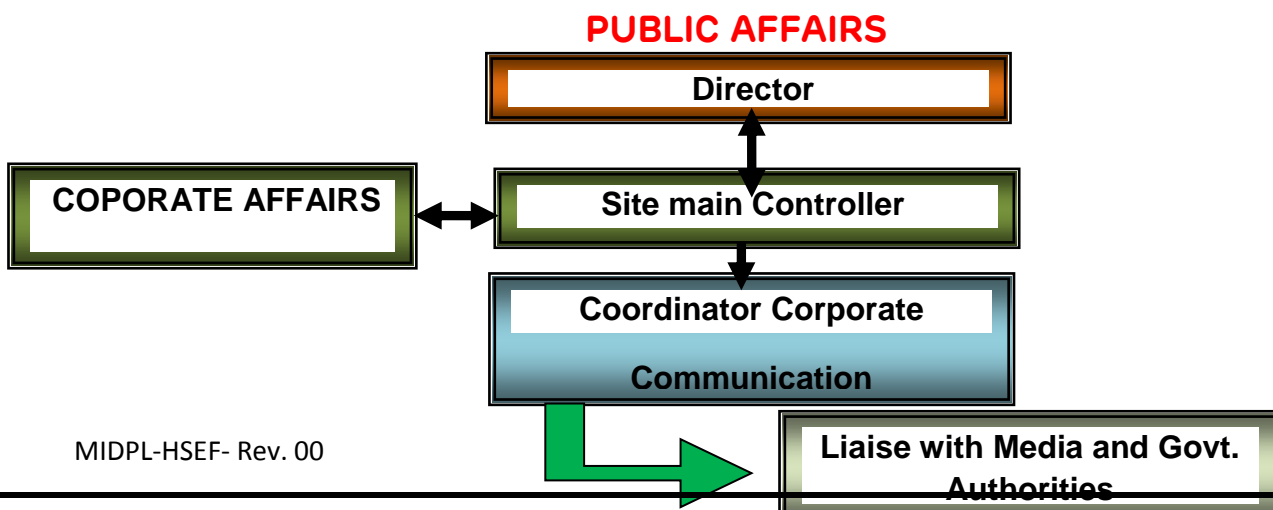 PUBLIC AFFAIRS
Director
COPORATE AFFAIRS
Site main Controller
Coordinator Corporate
Communication
MIDPL-HSEF- Rev. 00
Liaise with Media and Govt.
Authorities